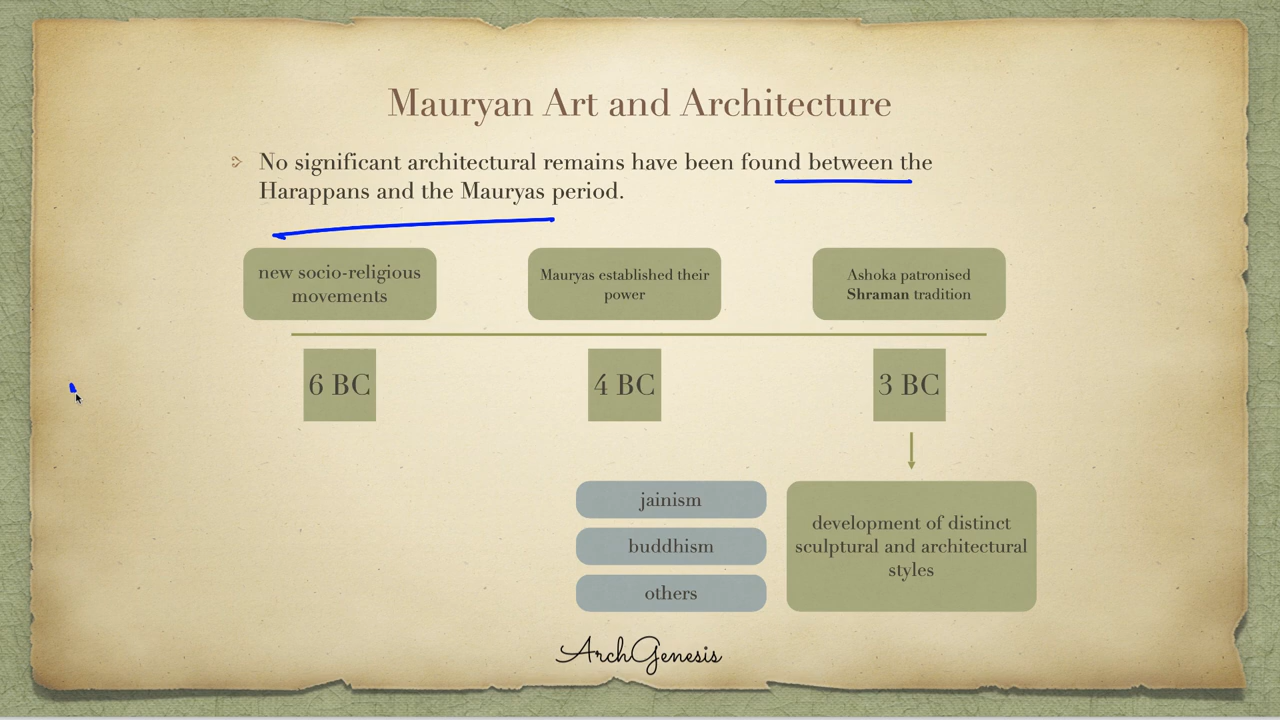 Mauryan Art and Architecture
No significant architectural remains have been found between the
Harappans and the Mauryas period.
new socio-religious
movements
Mauryas established their
power
Ashoka patronised
Shraman tradition
6 BC
4 BC
3 BC
jainism
buddhism
others
development of distinct
sculptural and architectural
styles
ArchGenesis